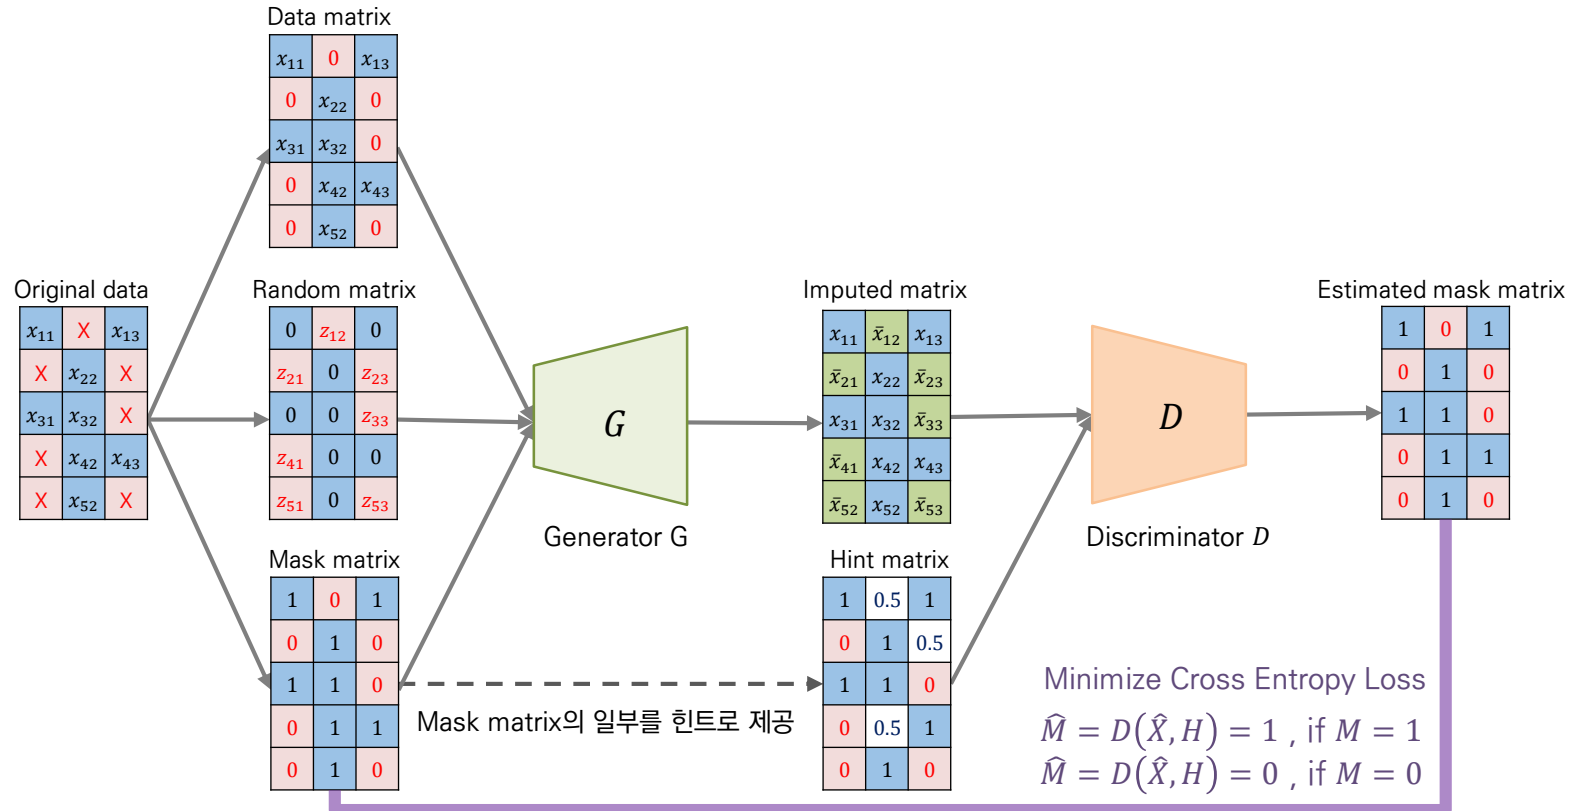 Data matrix
x₁₁ 0 x₁₃
0 x₂₂ 0
x₃₁ x₃₂ 0
0 x₄₂ x₄₃
0 x₅₂ 0
Original data
x₁₁ X x₁₃
X x₂₂ X
x₃₁ x₃₂ X
X x₄₂ x₄₃
X x₅₂ X
Random matrix
0 z₁₂ 0
z₂₁ 0 z₂₃
0 0 z₃₃
z₄₁ 0 0
z₅₁ 0 z₅₃
Mask matrix
1 0 1
0 1 0
1 1 0
0 1 1
0 1 0
G
Generator G
Mask matrix의 일부를 힌트로 제공
Imputed matrix
x₁₁ x̄₁₂ x₁₃
x̄₂₁ x₂₂ x̄₂₃
x₃₁ x₃₂ x̄₃₃
x̄₄₁ x₄₂ x₄₃
x̄₅₂ x₅₂ x̄₅₃
Hint matrix
1 0.5 1
0 1 0.5
1 1 0
0 0.5 1
0 1 0
D
Discriminator D
Estimated mask matrix
1 0 1
0 1 0
1 1 0
0 1 1
0 1 0
Minimize Cross Entropy Loss
M̂ = D(X̂, H) = 1 , if M = 1
M̂ = D(X̂, H) = 0 , if M = 0